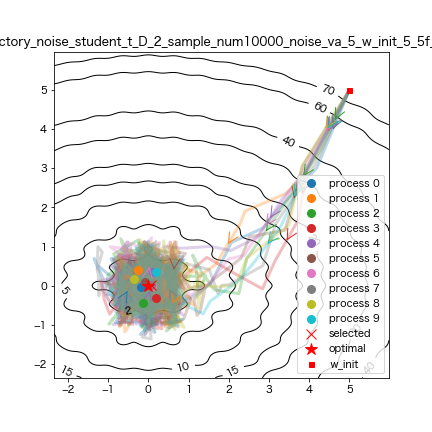 ctory_noise_student_t_D_2_sample_num10000_noise_va_5_w_init_5_5f_
70
60
40
5
4
3
2
1
0
−1
−2
5
2
15
10
15
40
−2
−1
0
1
2
3
4
5
process 0
process 1
process 2
process 3
process 4
process 5
process 6
process 7
process 8
process 9
selected
optimal
w_init